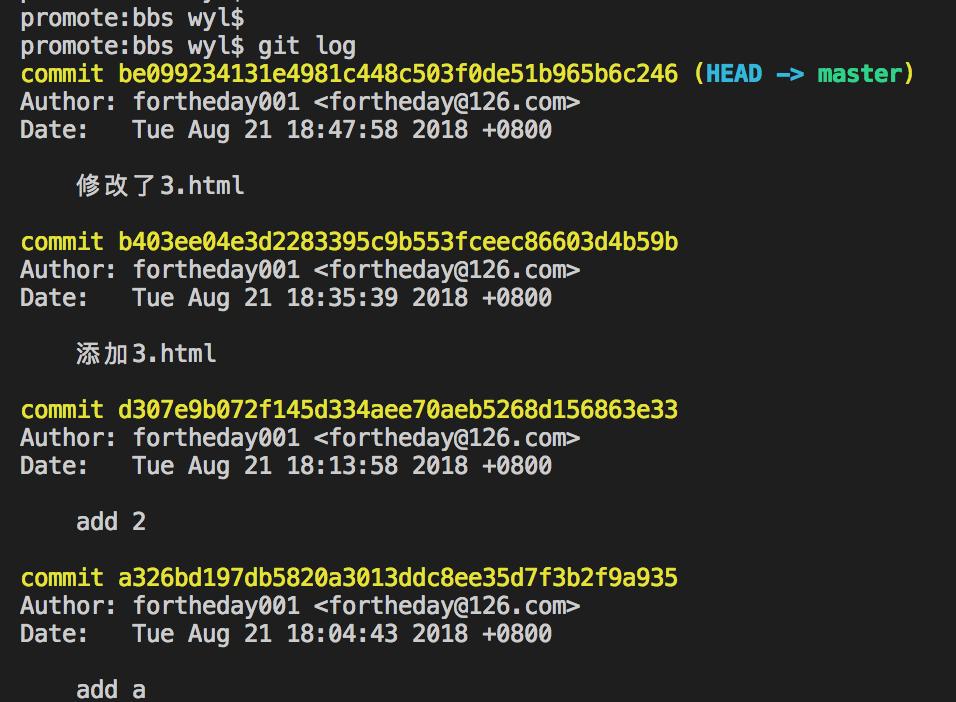 promote:bbs wyl$
promote:bbs wyl$ git log
commit be099234131e4981c448c503f0de51b965b6c246 (HEAD -> master)
Author: fortheday001 <fortheday@126.com>
Date:   Tue Aug 21 18:47:58 2018 +0800
修改了3.html
commit b403ee04e3d2283395c9b553fceec86603d4b59b
Author: fortheday001 <fortheday@126.com>
Date:   Tue Aug 21 18:35:39 2018 +0800
添加3.html
commit d307e9b072f145d334aee70aeb5268d156863e33
Author: fortheday001 <fortheday@126.com>
Date:   Tue Aug 21 18:13:58 2018 +0800
add 2
commit a326bd197db5820a3013ddc8ee35d7f3b2f9a935
Author: fortheday001 <fortheday@126.com>
Date:   Tue Aug 21 18:04:43 2018 +0800
add a